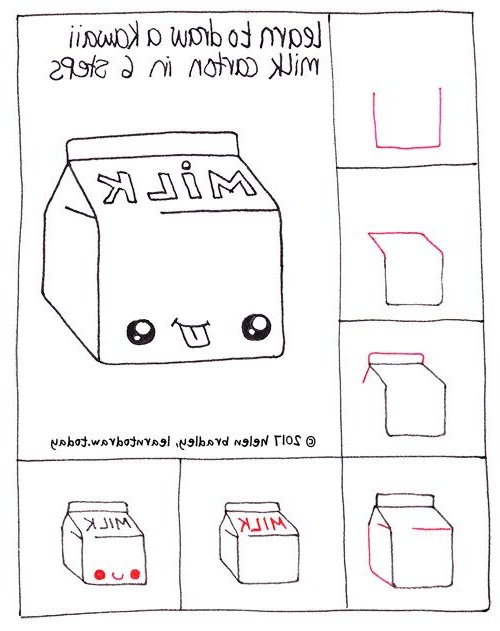 learn to draw a kawaii
milk carton in 6 steps
MiLK
© 2017 helen bradley, learntodraw.today
MILK
MILK